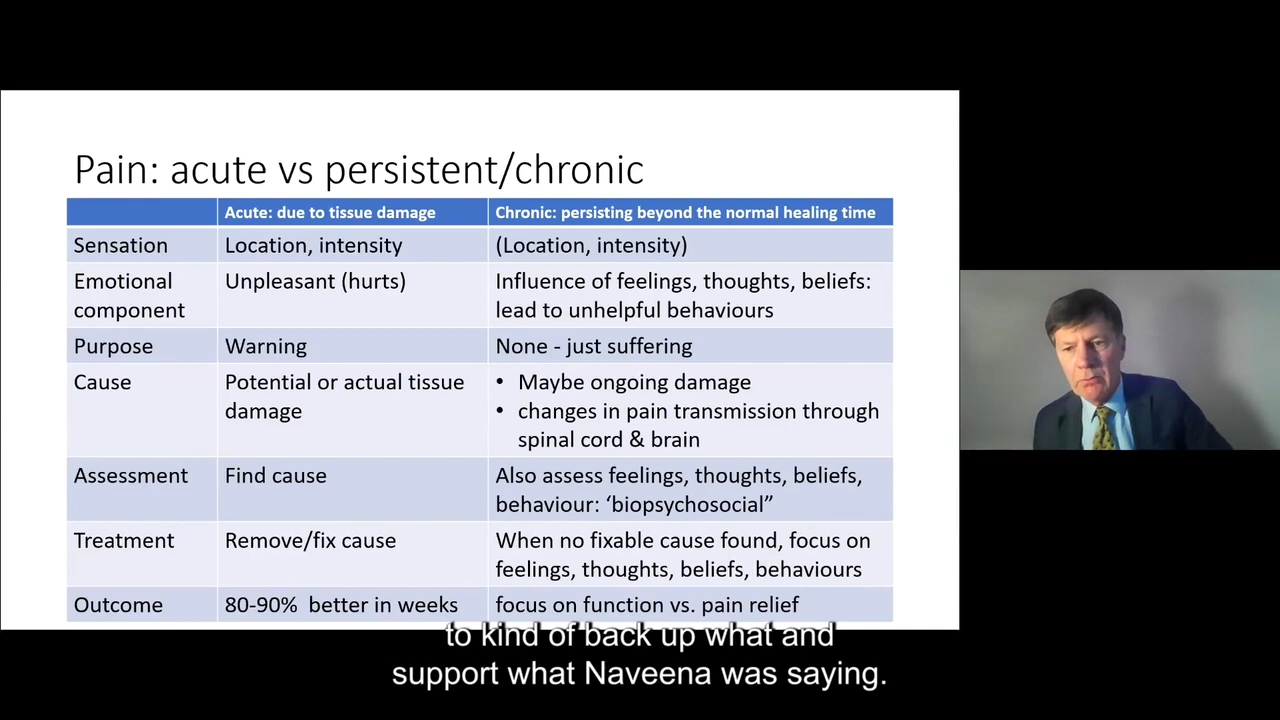 Pain: acute vs persistent/chronic
Acute: due to tissue damage
Chronic: persisting beyond the normal healing time
Sensation
Location, intensity
(Location, intensity)
Emotional
component
Unpleasant (hurts)
Influence of feelings, thoughts, beliefs:
lead to unhelpful behaviours
Purpose
Warning
None - just suffering
Cause
Potential or actual tissue
damage
• Maybe ongoing damage
• changes in pain transmission through
spinal cord & brain
Assessment
Find cause
Also assess feelings, thoughts, beliefs,
behaviour: ‘biopsychosocial”
Treatment
Remove/fix cause
When no fixable cause found, focus on
feelings, thoughts, beliefs, behaviours
Outcome
80-90% better in weeks
focus on function vs. pain relief
to kind of back up what and
support what Naveena was saying.